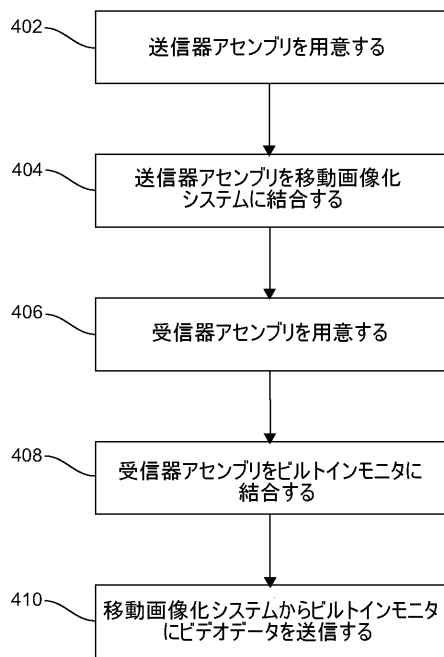 402
送信器アセンブリを用意する
404
送信器アセンブリを移動画像化
システムに結合する
406
受信器アセンブリを用意する
408
受信器アセンブリをビルトインモニタに
結合する
410
移動画像化システムからビルトインモニタ
にビデオデータを送信する